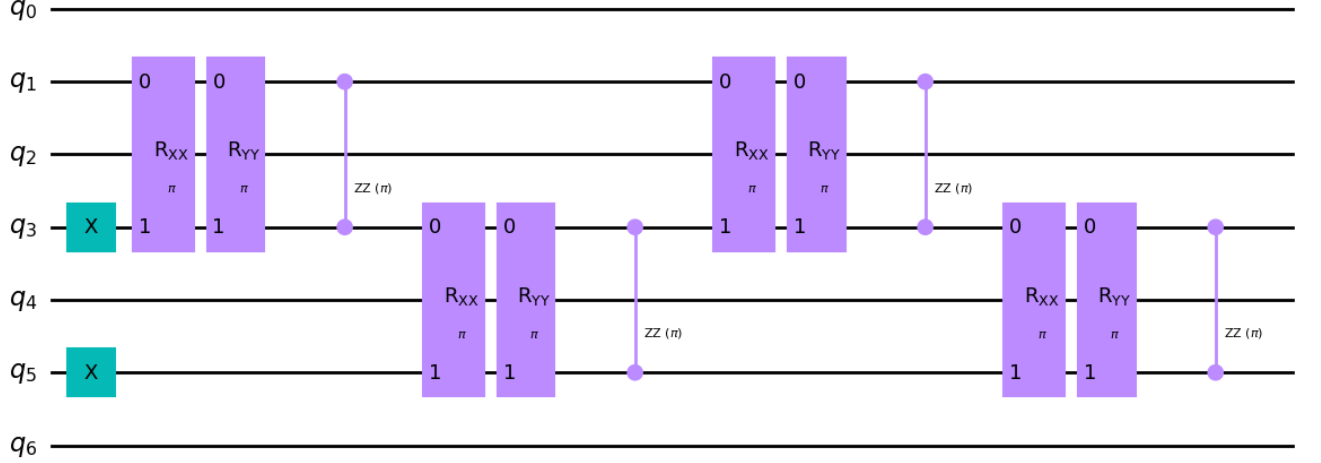 q0
q1 0 0 0 0
q2 RXX RYY RXX RYY
π π ZZ (π) π π ZZ (π)
q3 X 1 1 0 0 1 1 0 0
q4 RXX RYY RXX RYY
π π ZZ (π) π π ZZ (π)
q5 X 1 1 1 1
q6